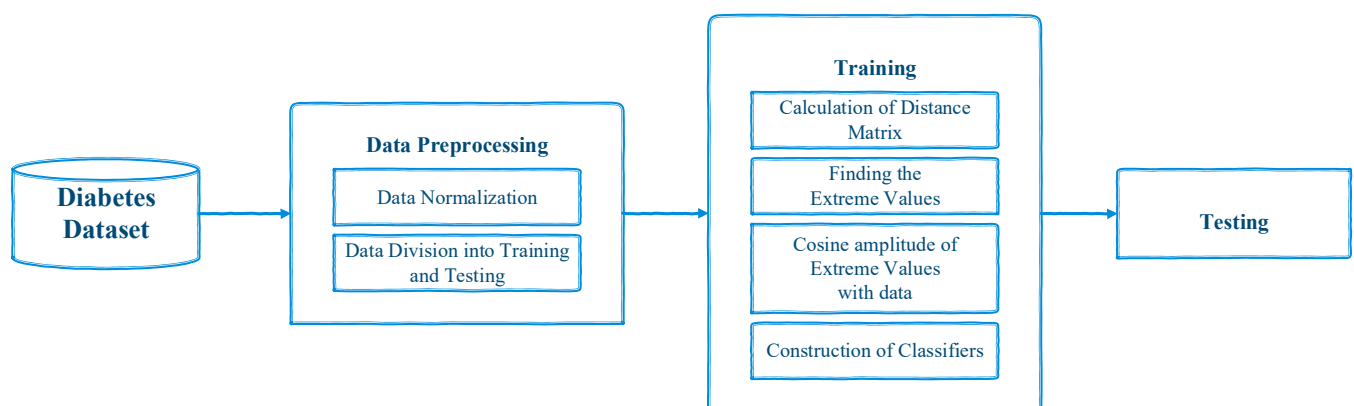 Diabetes
Dataset
Data Preprocessing
Data Normalization
Data Division into Training
and Testing
Training
Calculation of Distance
Matrix
Finding the
Extreme Values
Cosine amplitude of
Extreme Values
with data
Construction of Classifiers
Testing